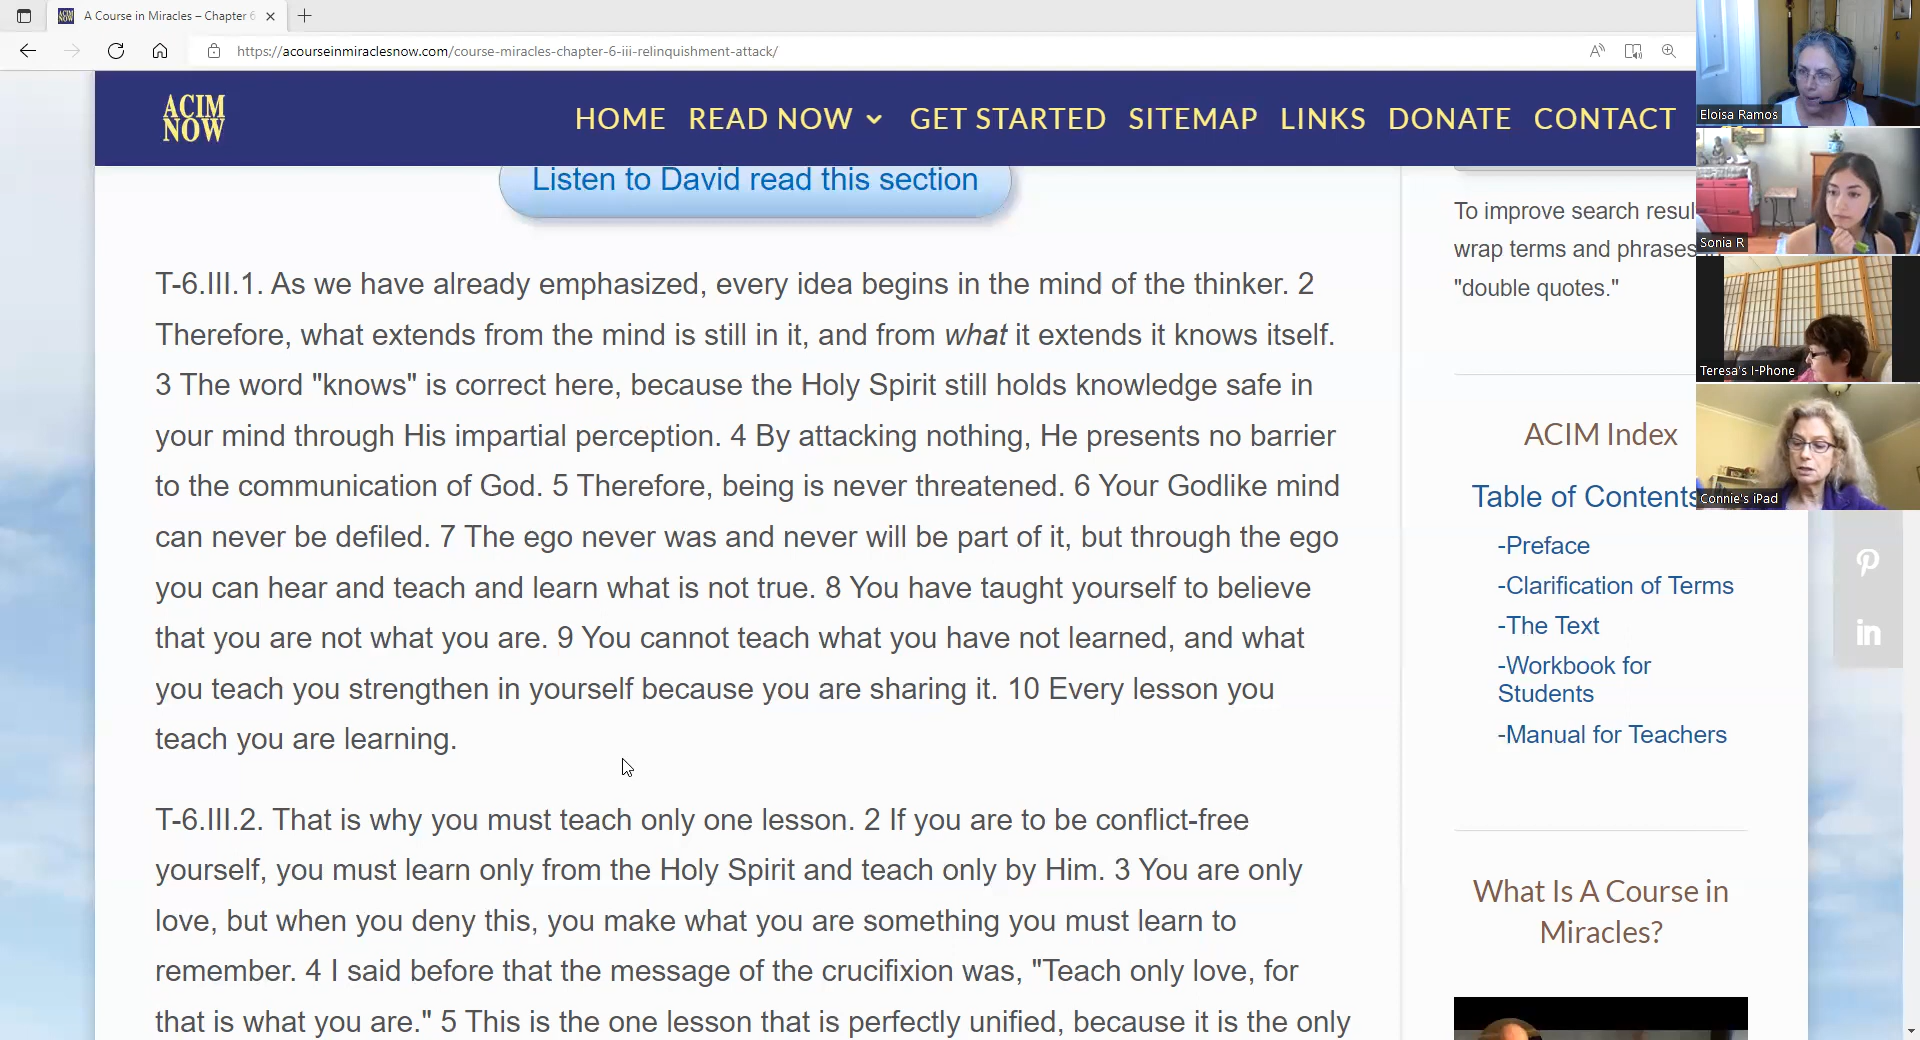 A Course in Miracles – Chapter 6
https://acourseinmiraclesnow.com/course-miracles-chapter-6-iii-relinquishment-attack/
ACIM
NOW
HOME READ NOW GET STARTED SITEMAP LINKS DONATE CONTACT
Listen to David read this section
T-6.III.1. As we have already emphasized, every idea begins in the mind of the thinker. 2
Therefore, what extends from the mind is still in it, and from what it extends it knows itself.
3 The word "knows" is correct here, because the Holy Spirit still holds knowledge safe in
your mind through His impartial perception. 4 By attacking nothing, He presents no barrier
to the communication of God. 5 Therefore, being is never threatened. 6 Your Godlike mind
can never be defiled. 7 The ego never was and never will be part of it, but through the ego
you can hear and teach and learn what is not true. 8 You have taught yourself to believe
that you are not what you are. 9 You cannot teach what you have not learned, and what
you teach you strengthen in yourself because you are sharing it. 10 Every lesson you
teach you are learning.
T-6.III.2. That is why you must teach only one lesson. 2 If you are to be conflict-free
yourself, you must learn only from the Holy Spirit and teach only by Him. 3 You are only
love, but when you deny this, you make what you are something you must learn to
remember. 4 I said before that the message of the crucifixion was, "Teach only love, for
that is what you are." 5 This is the one lesson that is perfectly unified, because it is the only
To improve search resul
wrap terms and phrases
"double quotes."
ACIM Index
Table of Contents
-Preface
-Clarification of Terms
-The Text
-Workbook for
Students
-Manual for Teachers
What Is A Course in
Miracles?
Eloisa Ramos
Sonia R
Teresa's I-Phone
Connie's iPad
in